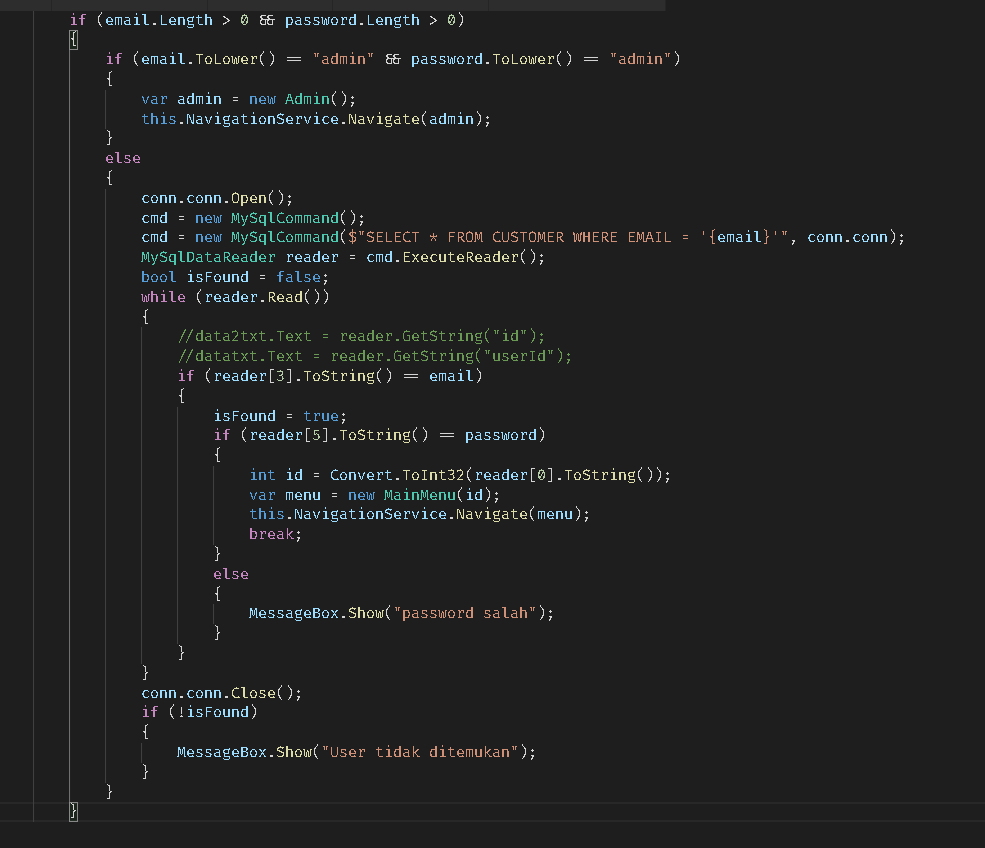 if (email.Length > 0 && password.Length > 0)
{
if (email.ToLower() == "admin" && password.ToLower() == "admin")
{
var admin = new Admin();
this.NavigationService.Navigate(admin);
}
else
{
conn.conn.Open();
cmd = new MySqlCommand();
cmd = new MySqlCommand($"SELECT * FROM CUSTOMER WHERE EMAIL = '{email}'", conn.conn);
MySqlDataReader reader = cmd.ExecuteReader();
bool isFound = false;
while (reader.Read())
{
//data2txt.Text = reader.GetString("id");
//datatxt.Text = reader.GetString("userId");
if (reader[3].ToString() == email)
{
isFound = true;
if (reader[5].ToString() == password)
{
int id = Convert.ToInt32(reader[0].ToString());
var menu = new MainMenu(id);
this.NavigationService.Navigate(menu);
break;
}
else
{
MessageBox.Show("password salah");
}
}
}
conn.conn.Close();
if (!isFound)
{
MessageBox.Show("User tidak ditemukan");
}
}
}